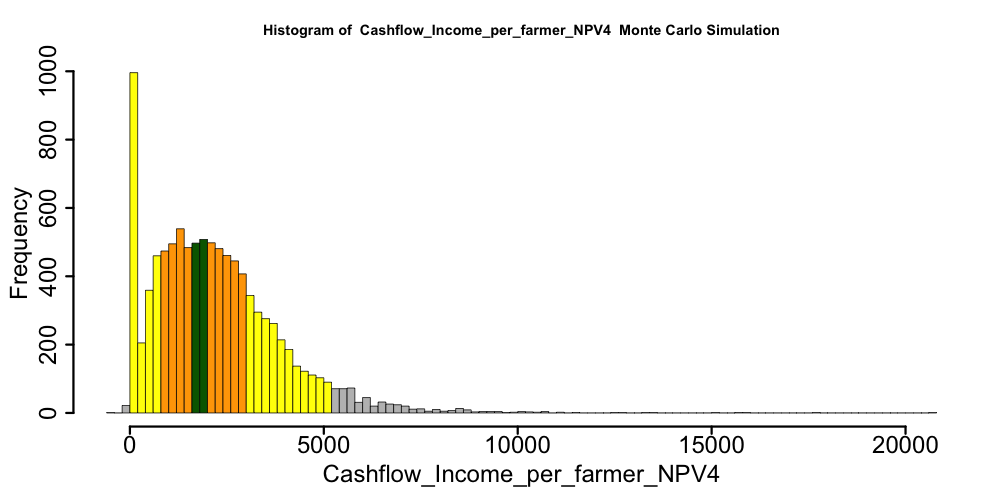 Histogram of Cashflow_Income_per_farmer_NPV4 Monte Carlo Simulation
1000
800
600
400
200
0
Frequency
0 5000 10000 15000 20000
Cashflow_Income_per_farmer_NPV4